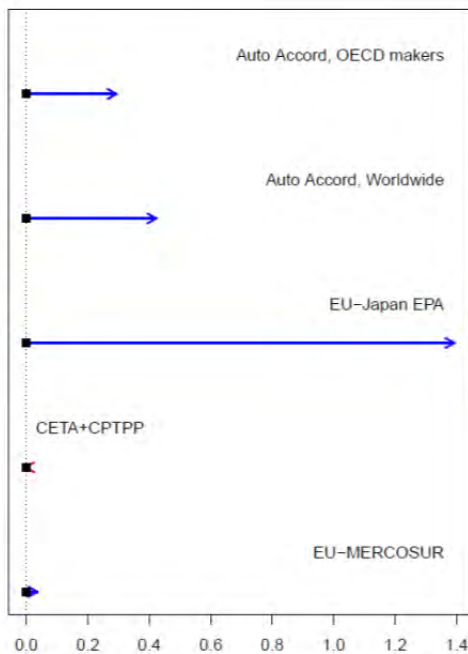 Auto Accord, OECD makers
Auto Accord, Worldwide
EU−Japan EPA
CETA+CPTPP
EU−MERCOSUR
0.0 0.2 0.4 0.6 0.8 1.0 1.2 1.4